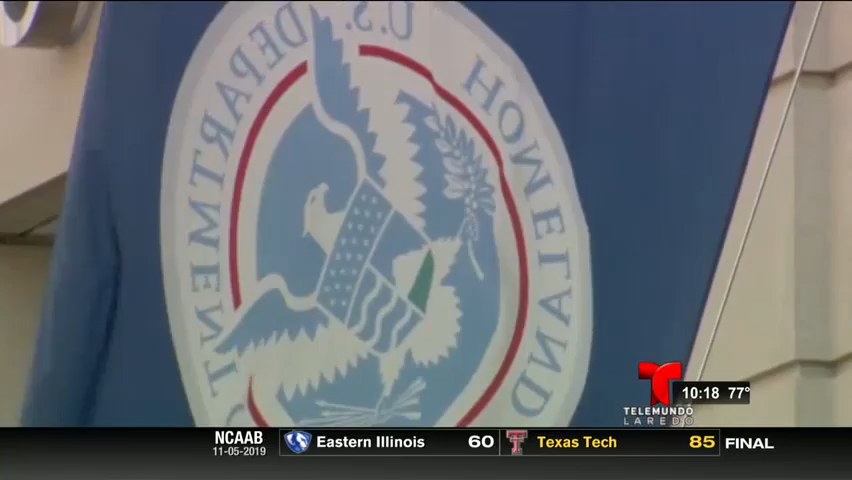 U.S. DEPARTMENT
HOMELAND
10:18 77°
TELEMUNDO
LAREDO
NCAAB
11-05-2019
Eastern Illinois 60
Texas Tech 85
FINAL